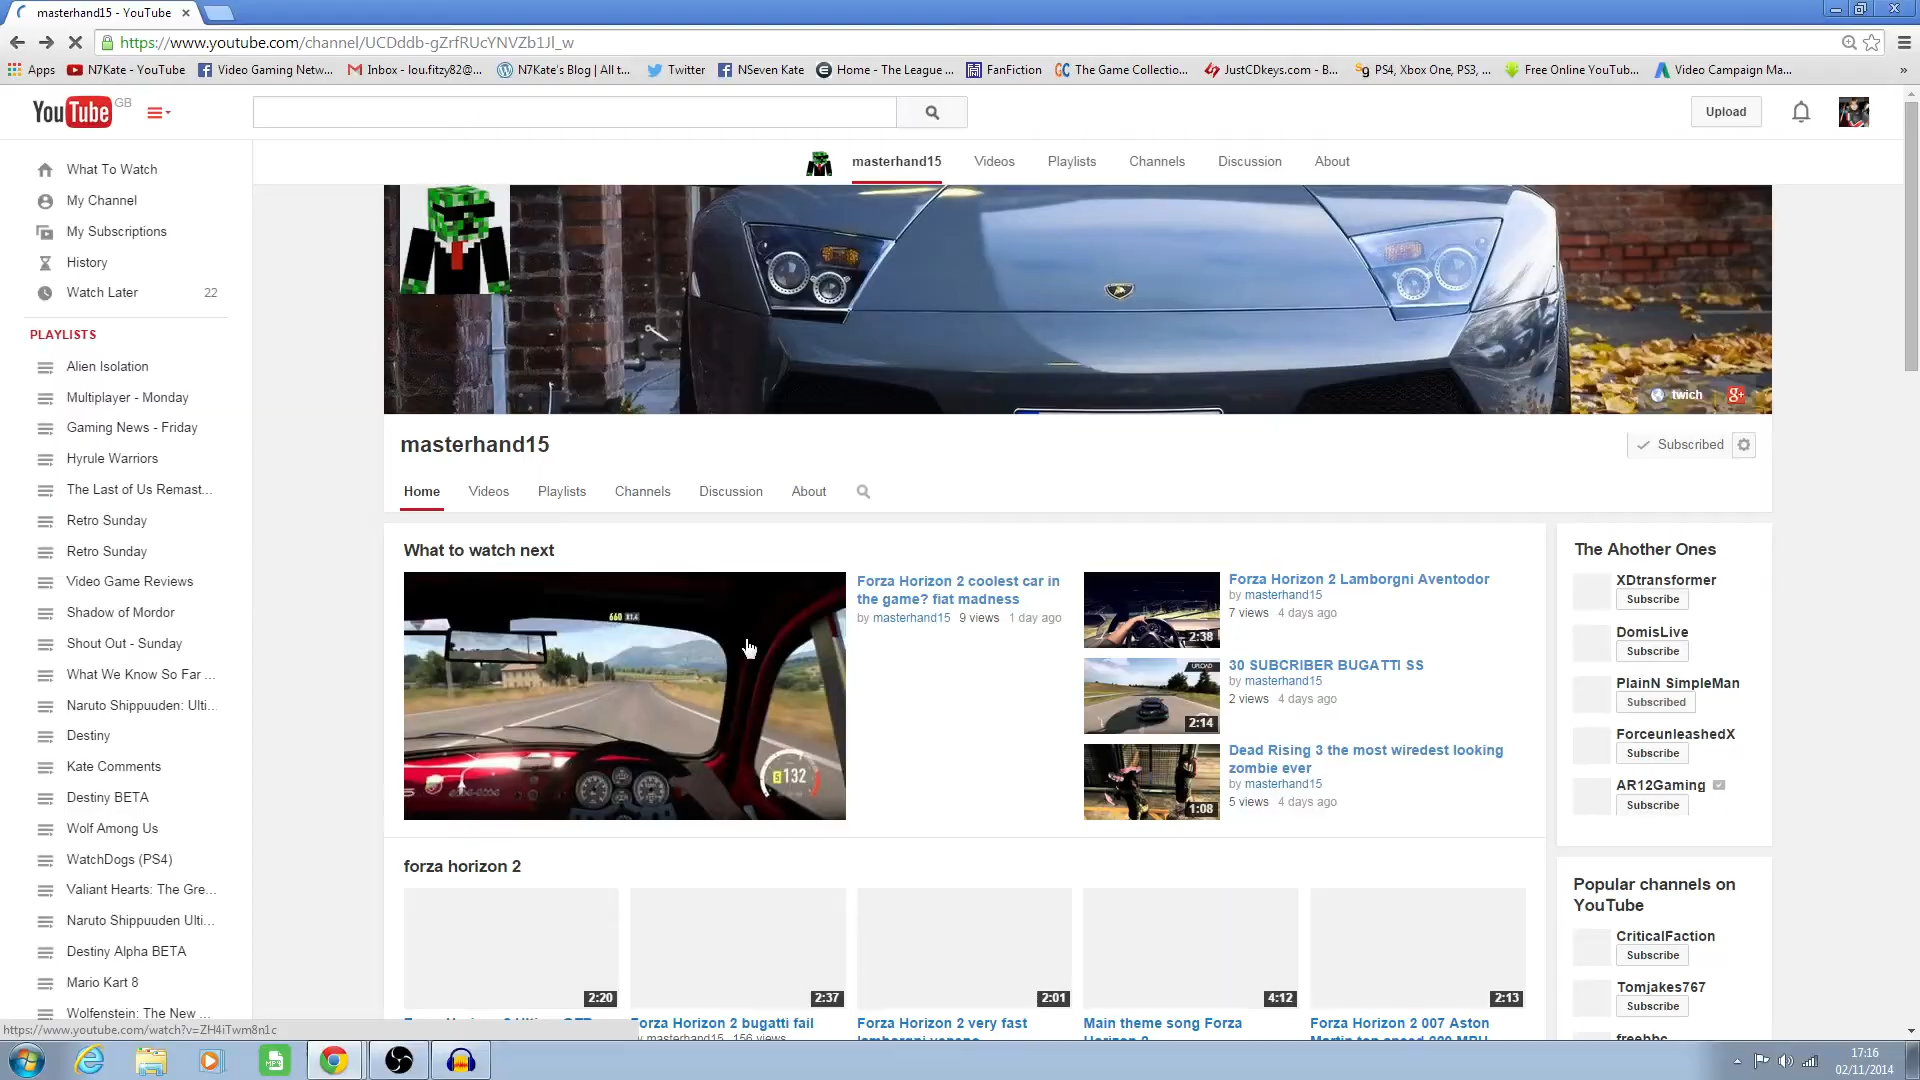 masterhand15 - YouTube
https://www.youtube.com/channel/UCDddb-gZrfRUcYNVZb1Jl_w
Apps N7Kate - YouTube Video Gaming Netw... Inbox - lou.fitzy82@... N7Kate's Blog | All t... Twitter NSeven Kate Home - The League ... FanFiction The Game Collectio... JustCDkeys.com - B... PS4, Xbox One, PS3, ... Free Online YouTub... Video Campaign Ma... »
YouTube GB
Upload
masterhand15 Videos Playlists Channels Discussion About
What To Watch
My Channel
My Subscriptions
History
Watch Later 22
PLAYLISTS
Alien Isolation
Multiplayer - Monday
Gaming News - Friday
Hyrule Warriors
The Last of Us Remast...
Retro Sunday
Retro Sunday
Video Game Reviews
Shadow of Mordor
Shout Out - Sunday
What We Know So Far ...
Naruto Shippuuden: Ulti...
Destiny
Kate Comments
Destiny BETA
Wolf Among Us
WatchDogs (PS4)
Valiant Hearts: The Gre...
Naruto Shippuuden Ulti...
Destiny Alpha BETA
Mario Kart 8
Wolfenstein: The New ...
https://www.youtube.com/watch?v=ZH4iTwm8n1c
twich
masterhand15
Subscribed
Home Videos Playlists Channels Discussion About
What to watch next
132
Forza Horizon 2 coolest car in
the game? fiat madness
by masterhand15 9 views 1 day ago
2:38
Forza Horizon 2 Lamborgni Aventodor
by masterhand15
7 views 4 days ago
UPLOAD
2:14
30 SUBCRIBER BUGATTI SS
by masterhand15
2 views 4 days ago
1:08
Dead Rising 3 the most wiredest looking
zombie ever
by masterhand15
5 views 4 days ago
forza horizon 2
2:20 2:37 2:01 4:12 2:13
Forza Horizon 2 bugatti fail
masterhand15 156 views
Forza Horizon 2 very fast
lamborgni veneno
Main theme song Forza
Horizon 2
Forza Horizon 2 007 Aston
Martin top speed 200 MPH
The Ahother Ones
XDtransformer
Subscribe
DomisLive
Subscribe
PlainN SimpleMan
Subscribed
ForceunleashedX
Subscribe
AR12Gaming
Subscribe
Popular channels on
YouTube
CriticalFaction
Subscribe
Tomjakes767
Subscribe
MP3
17:16
02/11/2014